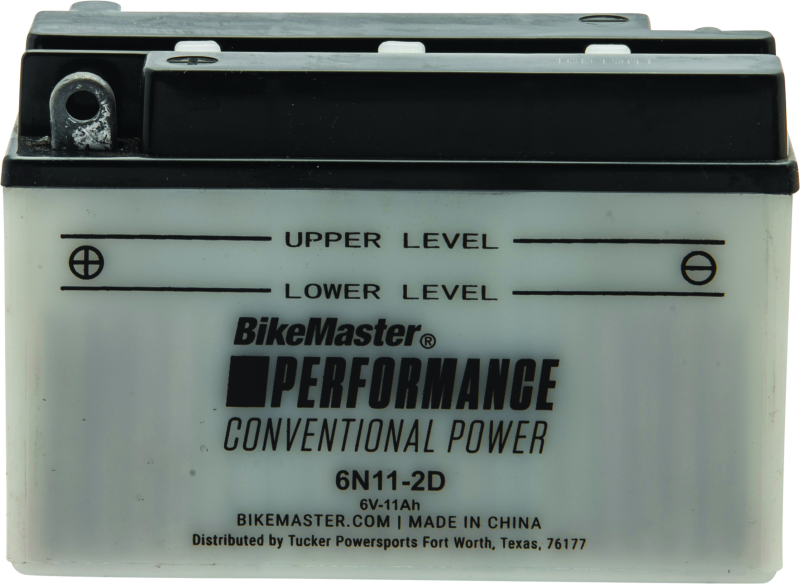 UPPER LEVEL
LOWER LEVEL
BikeMaster®
PERFORMANCE
CONVENTIONAL POWER
6N11-2D
6V-11Ah
BIKEMASTER.COM | MADE IN CHINA
Distributed by Tucker Powersports Fort Worth, Texas, 76177